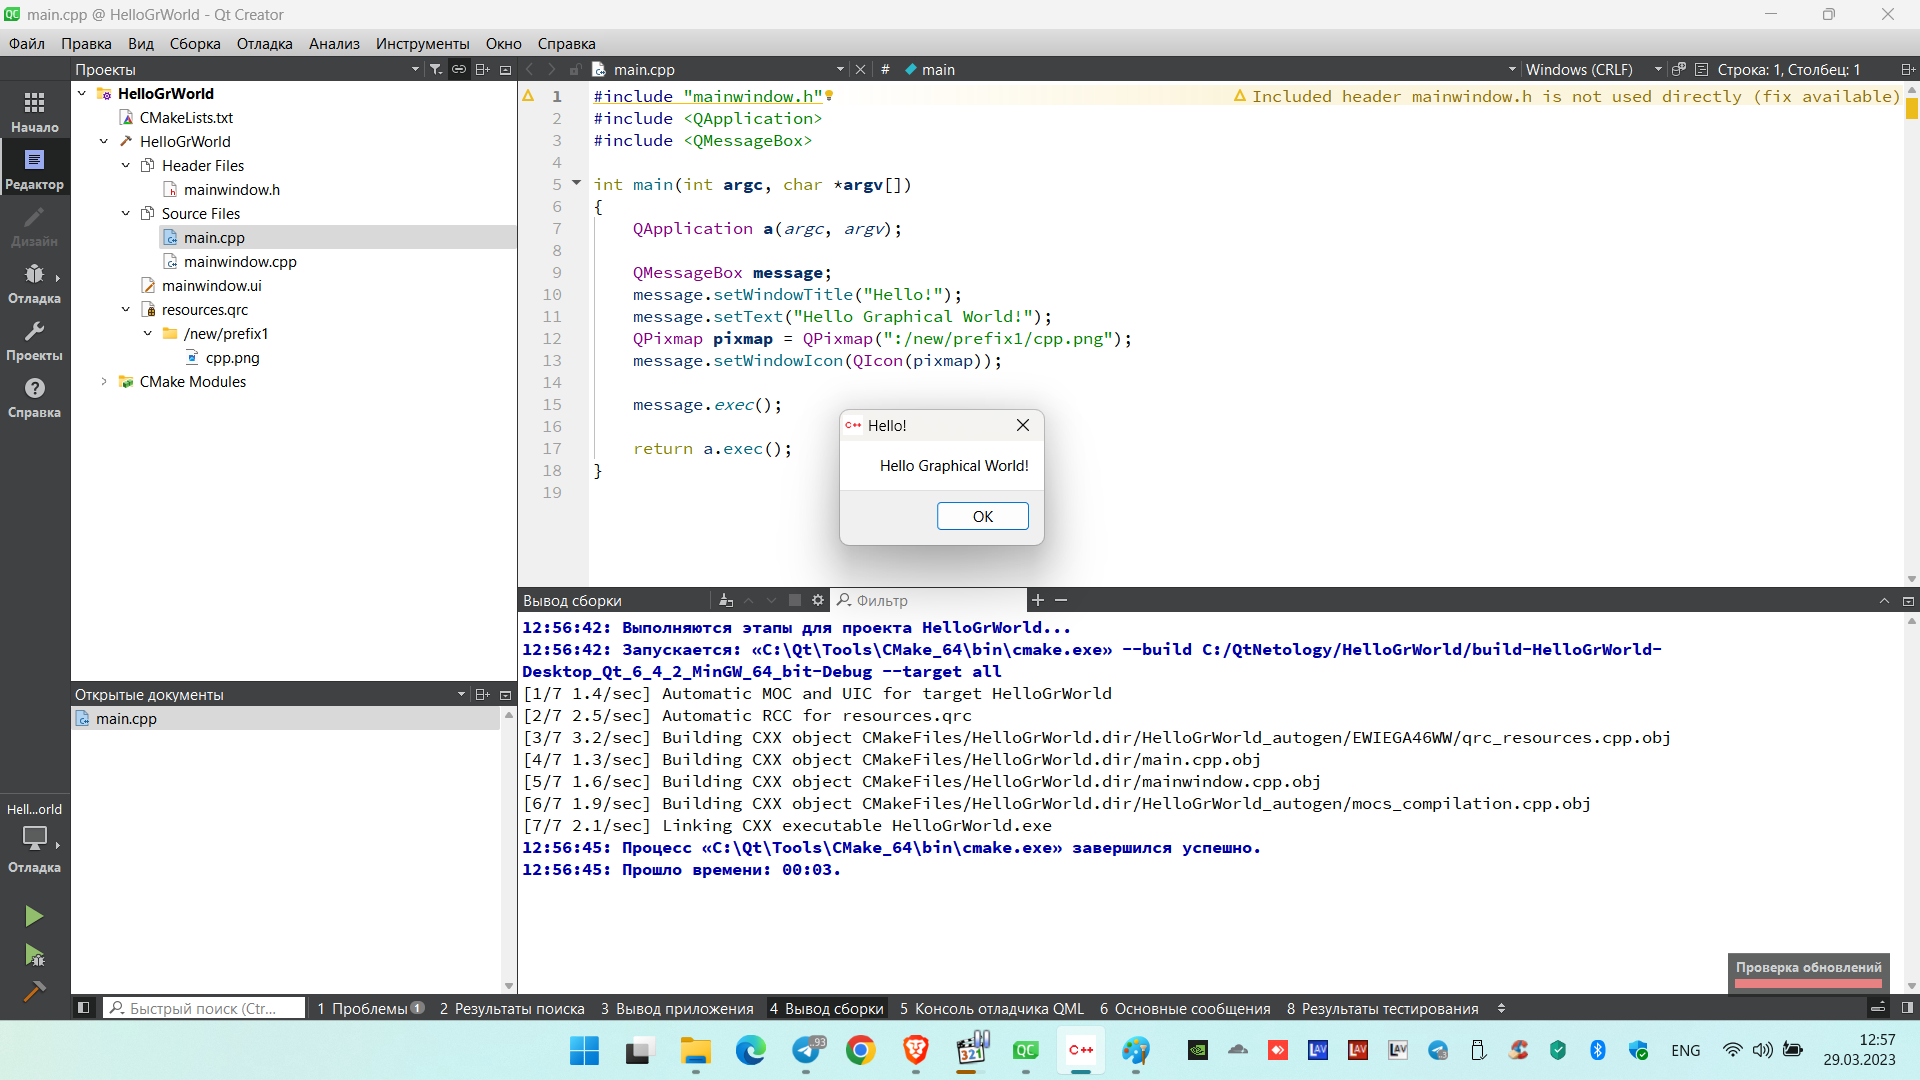 main.cpp @ HelloGrWorld - Qt Creator
Файл Правка Вид Сборка Отладка Анализ Инструменты Окно Справка
Проекты
main.cpp # main Windows (CRLF) Строка: 1, Столбец: 1
Начало
Редактор
Дизайн
Отладка
Проекты
Справка
HelloGrWorld
CMakeLists.txt
HelloGrWorld
Header Files
mainwindow.h
Source Files
main.cpp
mainwindow.cpp
mainwindow.ui
resources.qrc
/new/prefix1
cpp.png
CMake Modules
1 #include "mainwindow.h" Included header mainwindow.h is not used directly (fix available)
2 #include <QApplication>
3 #include <QMessageBox>
4
5 int main(int argc, char *argv[])
6 {
7 QApplication a(argc, argv);
8
9 QMessageBox message;
10 message.setWindowTitle("Hello!");
11 message.setText("Hello Graphical World!");
12 QPixmap pixmap = QPixmap(":/new/prefix1/cpp.png");
13 message.setWindowIcon(QIcon(pixmap));
14
15 message.exec();
16
17 return a.exec();
18 }
19
C++ Hello!
Hello Graphical World!
OK
Вывод сборки Фильтр
12:56:42: Выполняются этапы для проекта HelloGrWorld...
12:56:42: Запускается: «C:\Qt\Tools\CMake_64\bin\cmake.exe» --build C:/QtNetology/HelloGrWorld/build-HelloGrWorld-
Desktop_Qt_6_4_2_MinGW_64_bit-Debug --target all
[1/7 1.4/sec] Automatic MOC and UIC for target HelloGrWorld
[2/7 2.5/sec] Automatic RCC for resources.qrc
[3/7 3.2/sec] Building CXX object CMakeFiles/HelloGrWorld.dir/HelloGrWorld_autogen/EWIEGA46WW/qrc_resources.cpp.obj
[4/7 1.3/sec] Building CXX object CMakeFiles/HelloGrWorld.dir/main.cpp.obj
[5/7 1.6/sec] Building CXX object CMakeFiles/HelloGrWorld.dir/mainwindow.cpp.obj
[6/7 1.9/sec] Building CXX object CMakeFiles/HelloGrWorld.dir/HelloGrWorld_autogen/mocs_compilation.cpp.obj
[7/7 2.1/sec] Linking CXX executable HelloGrWorld.exe
12:56:45: Процесс «C:\Qt\Tools\CMake_64\bin\cmake.exe» завершился успешно.
12:56:45: Прошло времени: 00:03.
Открытые документы
main.cpp
Hell...orld
Отладка
Проверка обновлений
Быстрый поиск (Ctr... 1 Проблемы 1 2 Результаты поиска 3 Вывод приложения 4 Вывод сборки 5 Консоль отладчика QML 6 Основные сообщения 8 Результаты тестирования
93 321 QC C++ LAV LAV LAV ENG
12:57
29.03.2023